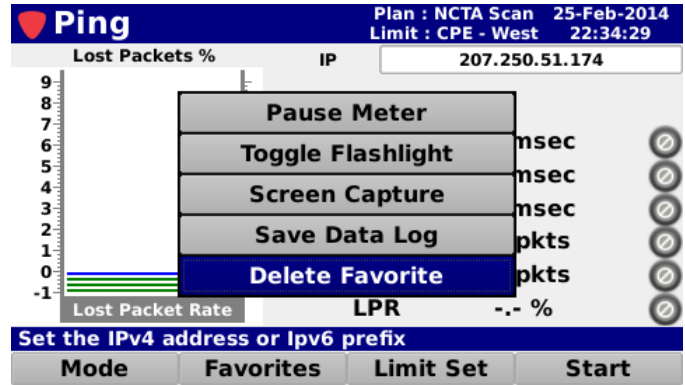 Ping
Plan : NCTA Scan 25-Feb-2014
Limit : CPE - West 22:34:29
Lost Packets %
IP 207.250.51.174
9
8
7
6
5
4
3
2
1
0
-1
Lost Packet Rate
Pause Meter
Toggle Flashlight
Screen Capture
Save Data Log
Delete Favorite
msec
msec
msec
pkts
pkts
LPR -.- %
Set the IPv4 address or Ipv6 prefix
Mode Favorites Limit Set Start